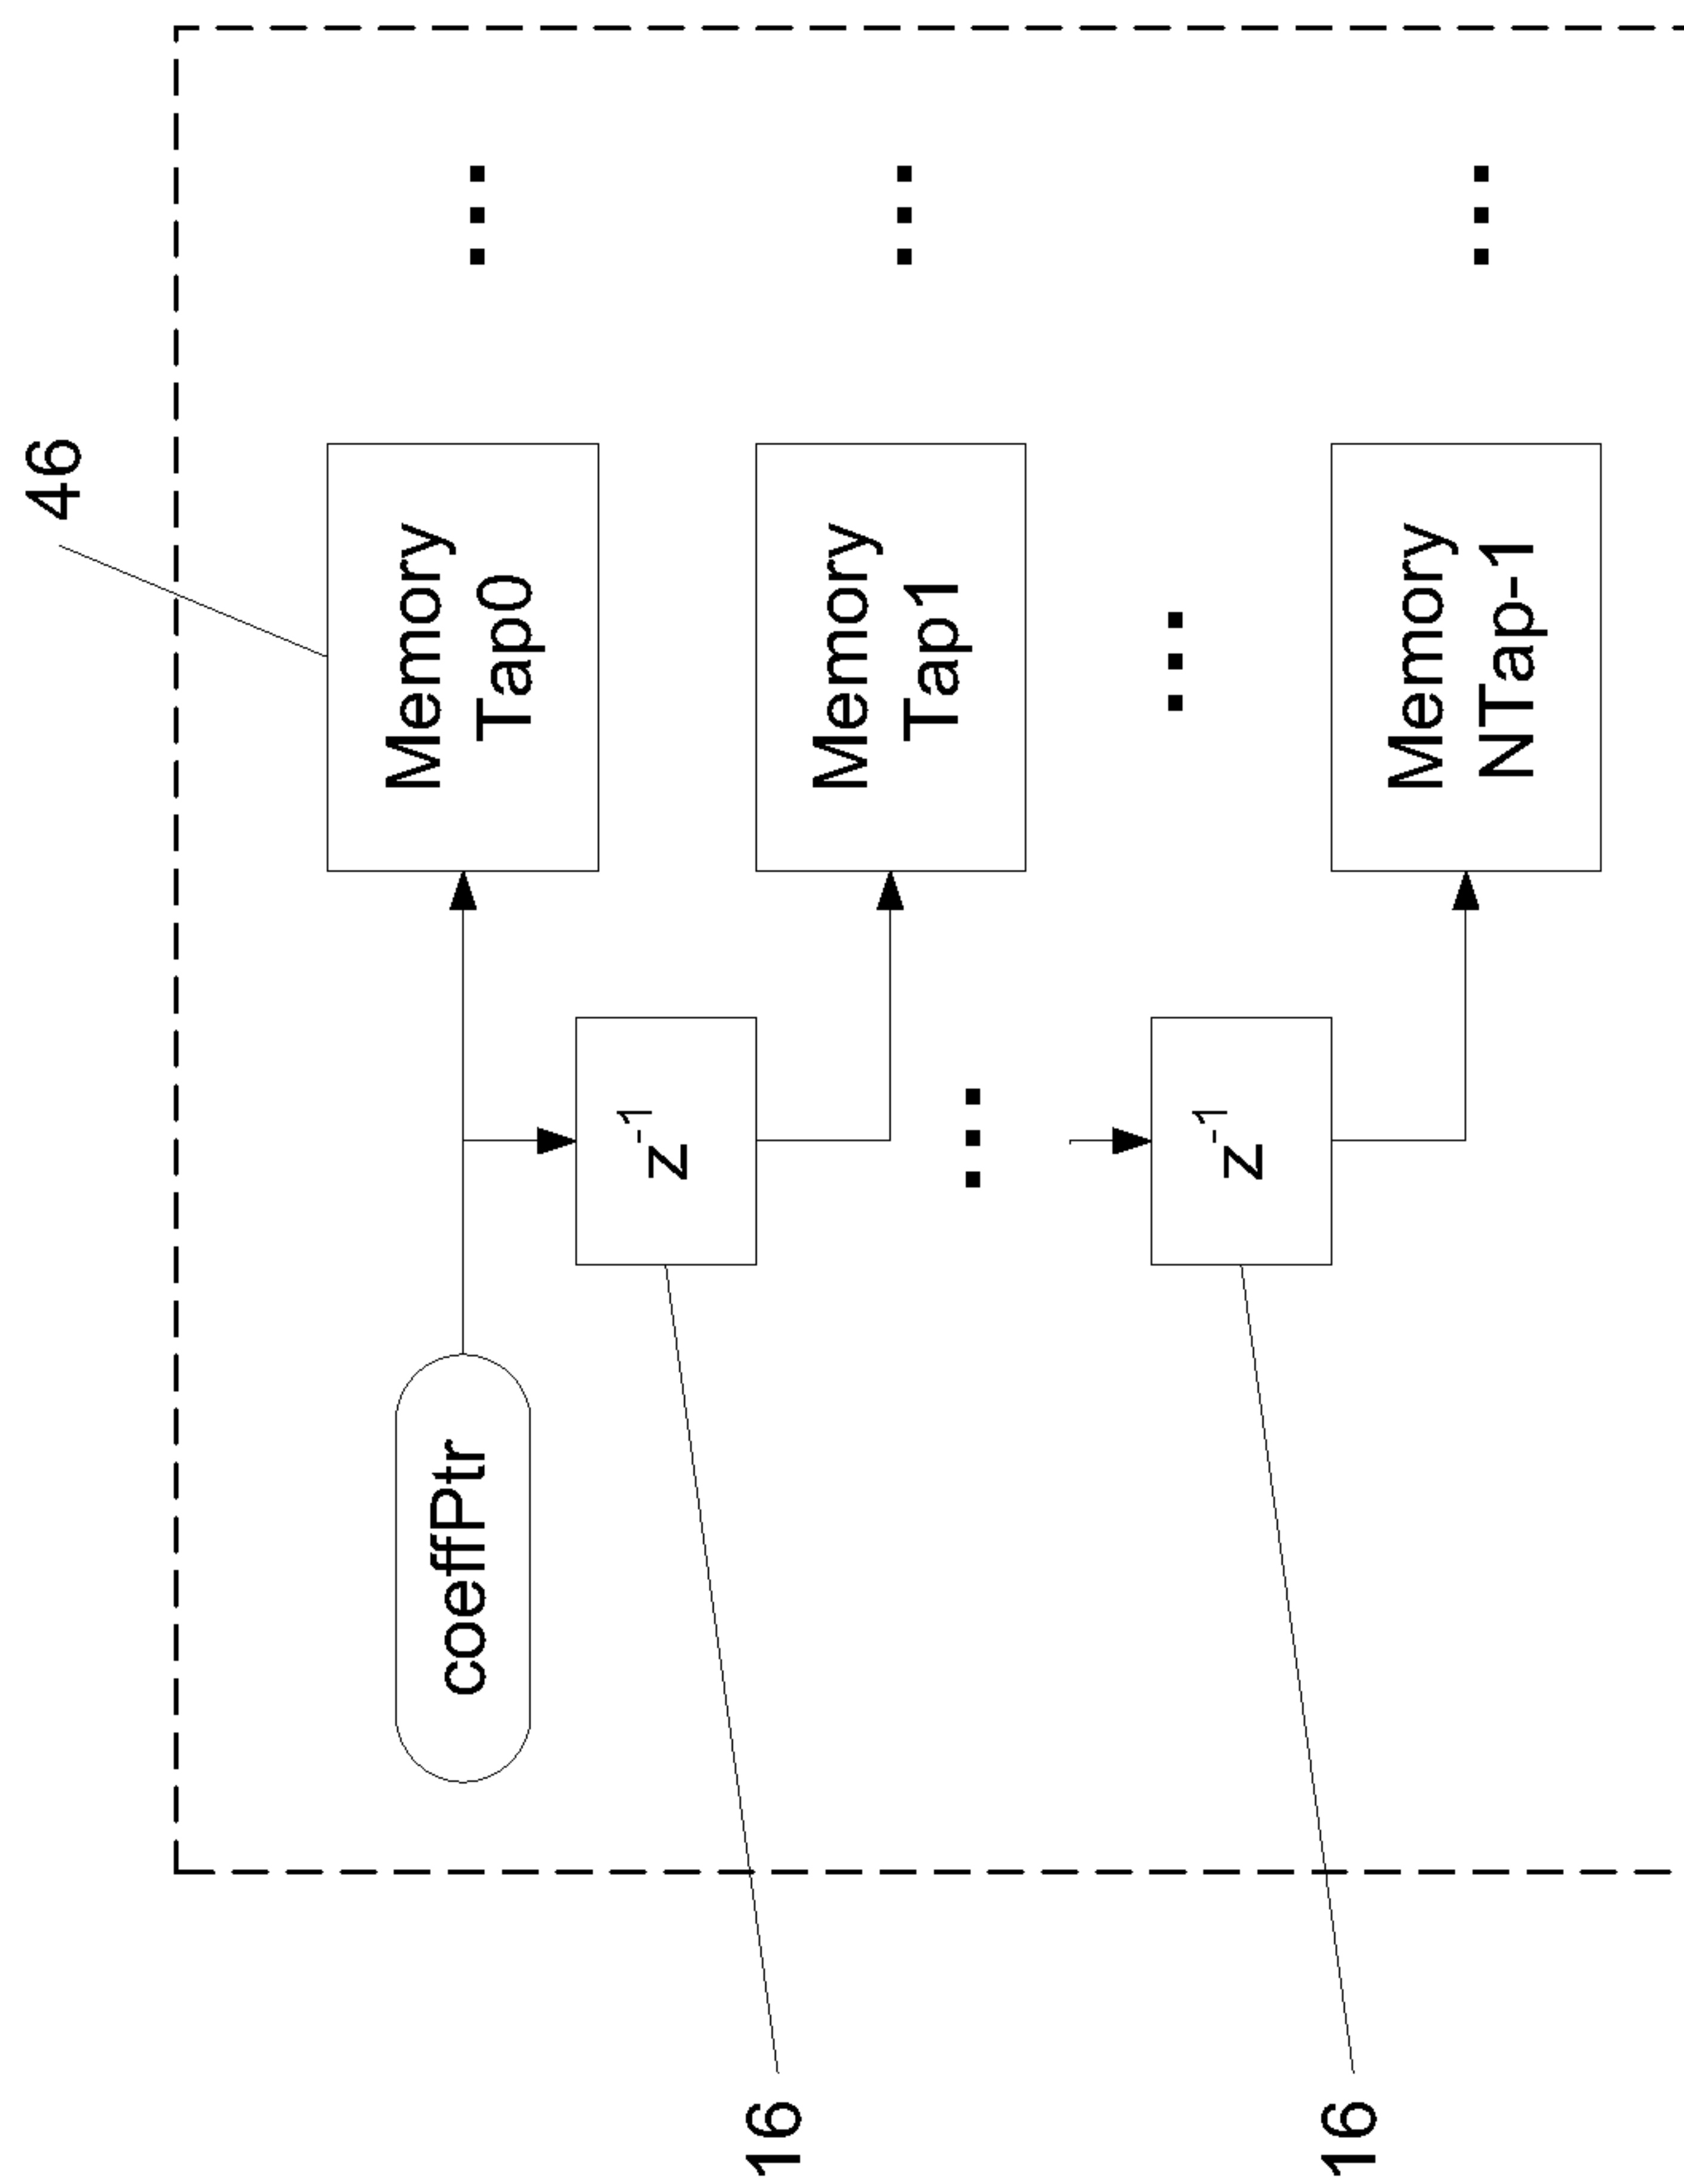 46
coeffPtr
Memory
Tap0
z⁻¹
16
Memory
Tap1
z⁻¹
16
Memory
NTap-1